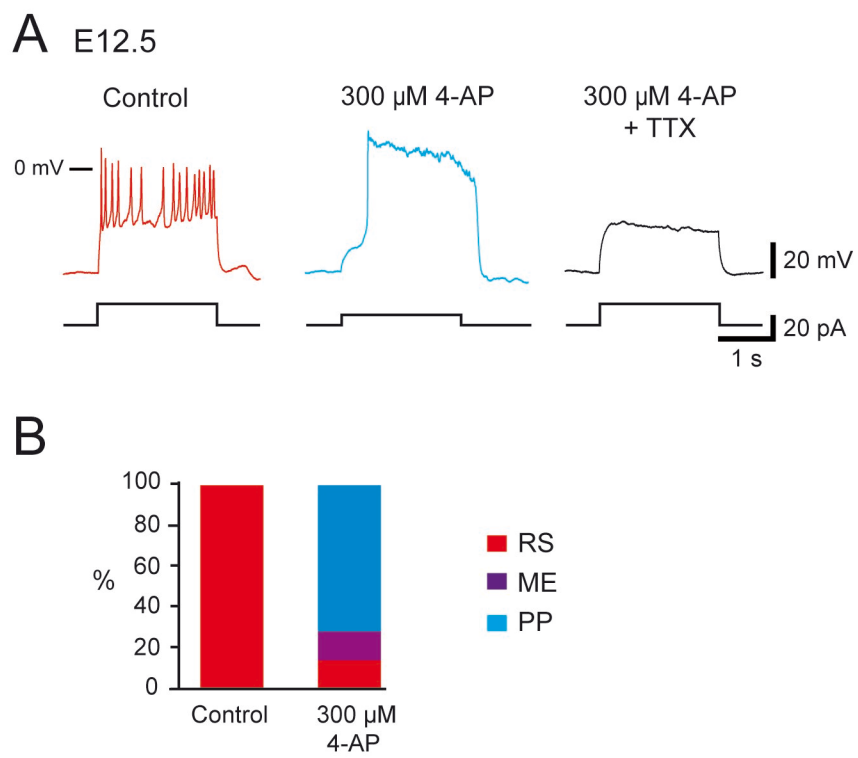 A E12.5
Control
300 µM 4-AP
300 µM 4-AP
+ TTX
0 mV
20 mV
20 pA
1 s
B
100
80
60
40
20
0
%
Control
300 µM
4-AP
RS
ME
PP